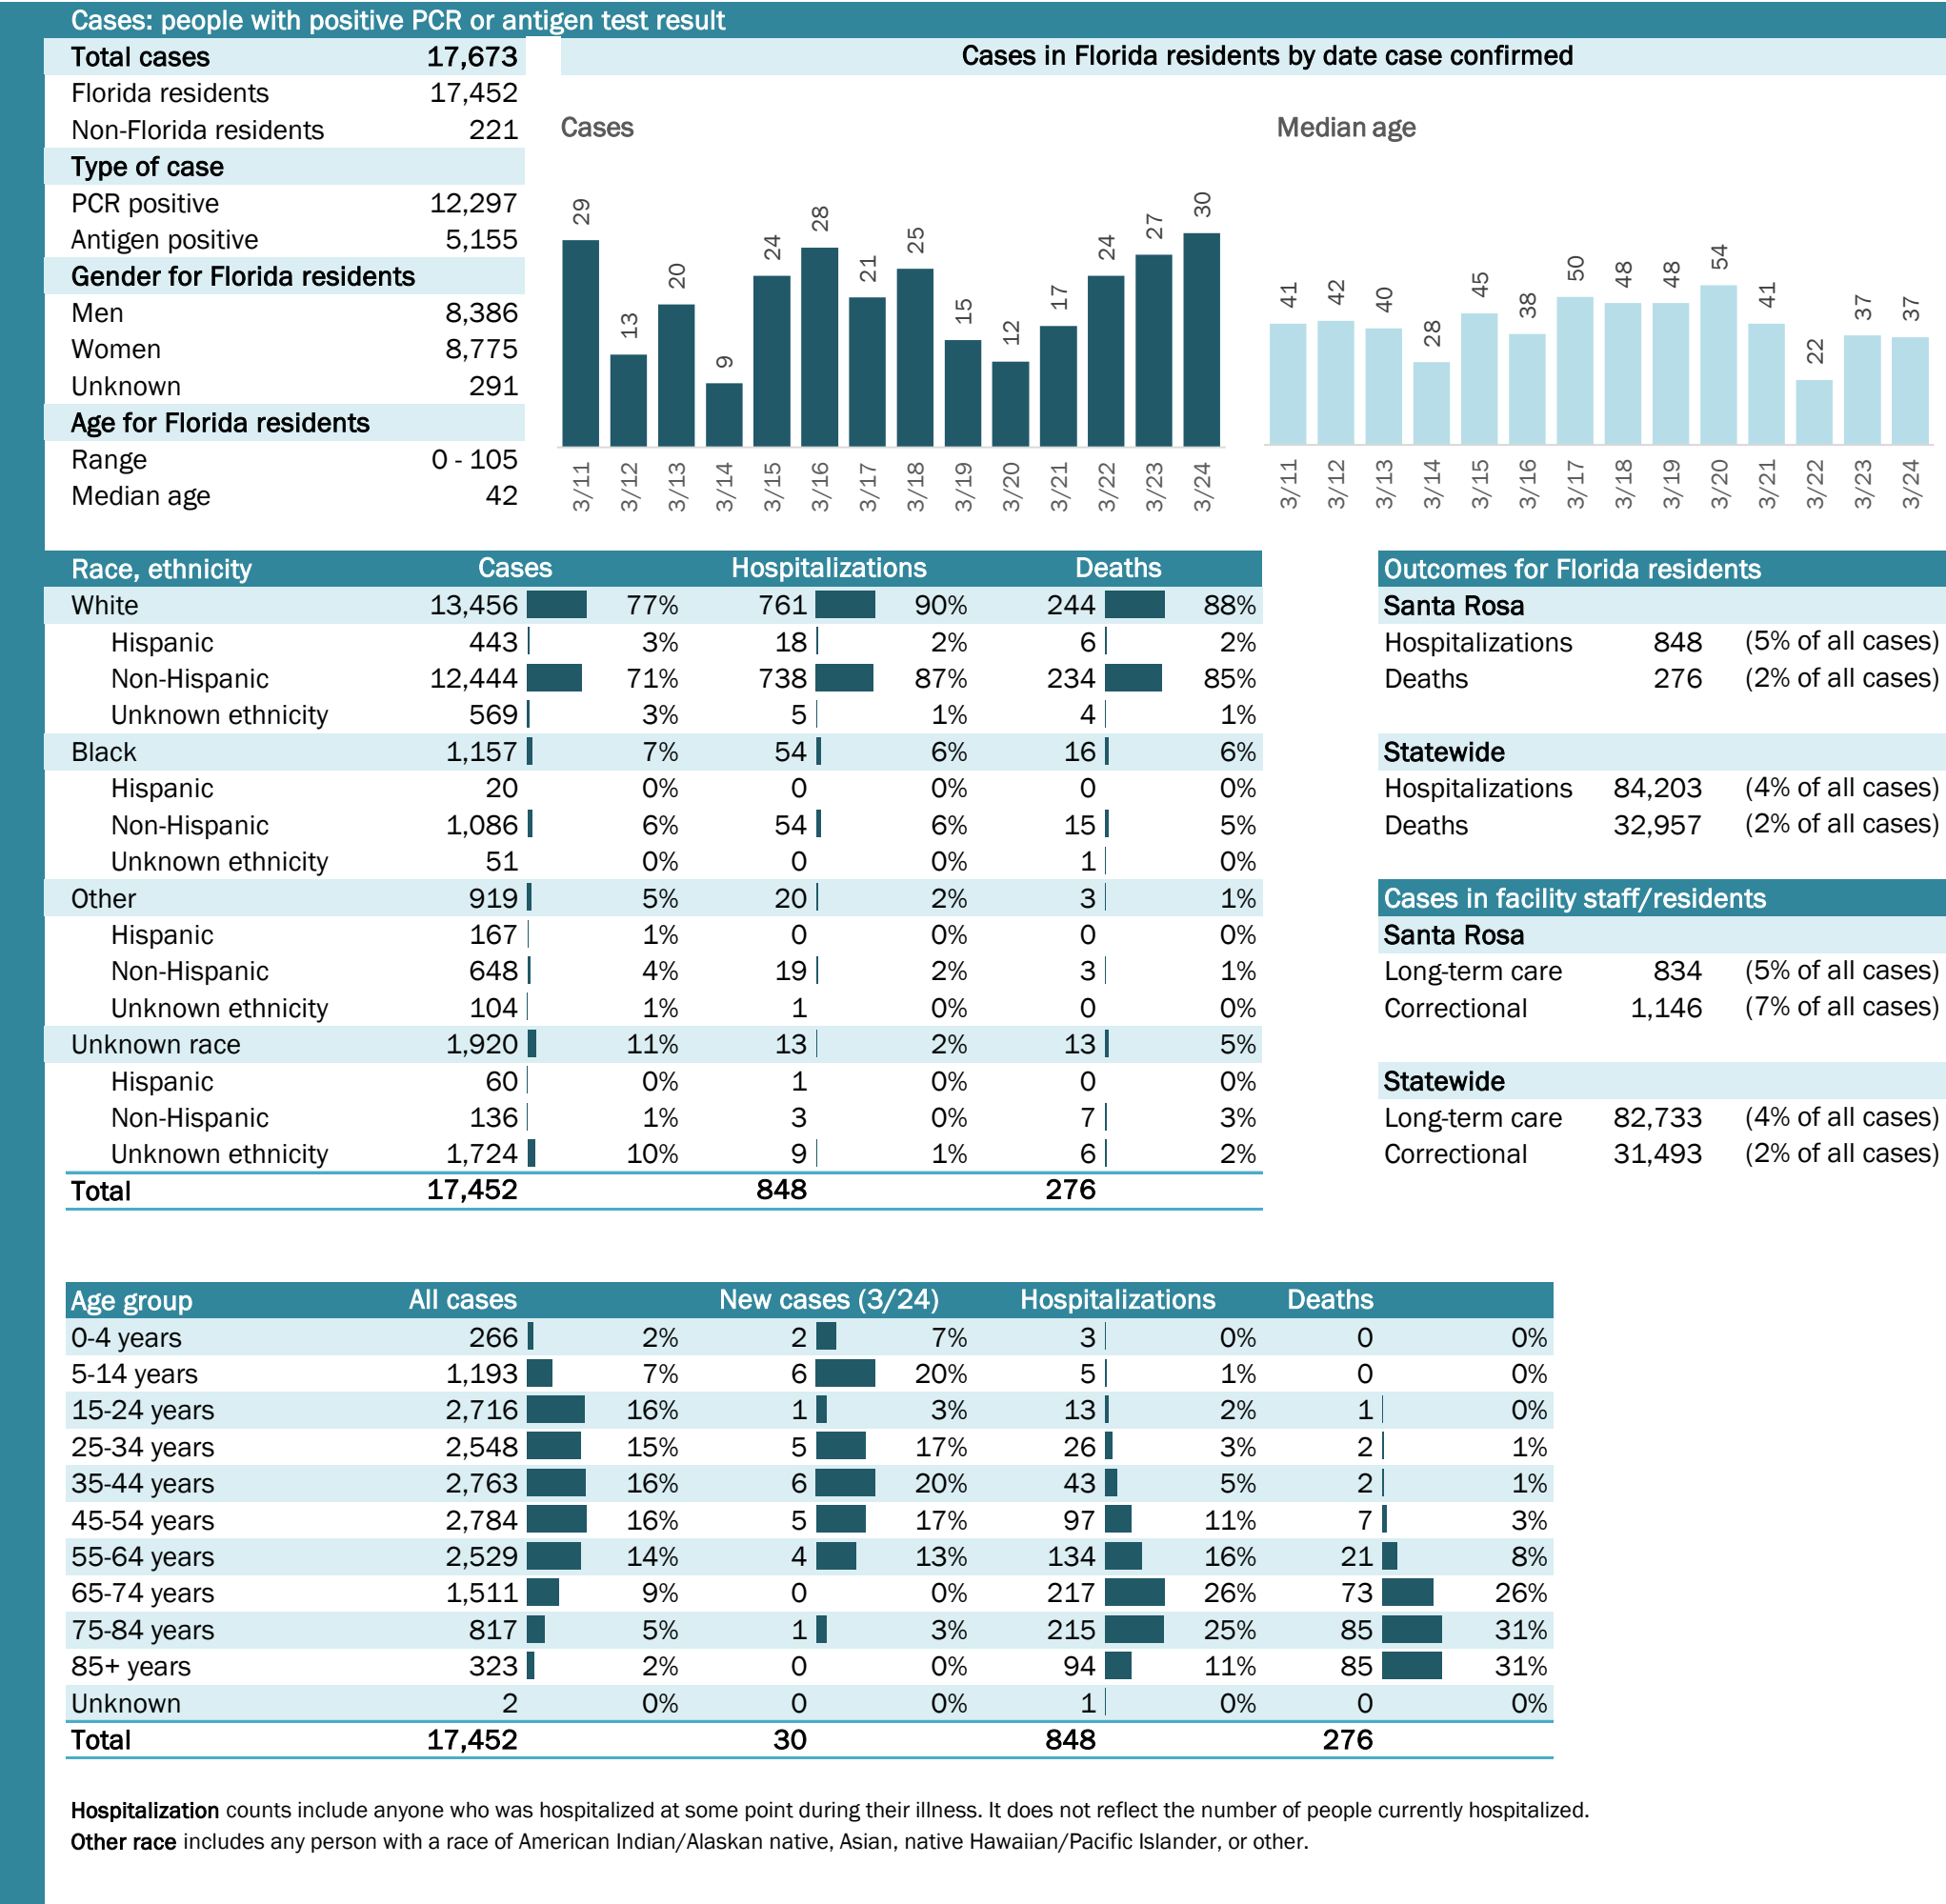 Cases: people with positive PCR or antigen test result
Total cases 17,673
Florida residents 17,452
Non-Florida residents 221
Type of case
PCR positive 12,297
Antigen positive 5,155
Gender for Florida residents
Men 8,386
Women 8,775
Unknown 291
Age for Florida residents
Range 0 - 105
Median age 42
Cases in Florida residents by date case confirmed
Cases
29 13 20 9 24 28 21 25 15 12 17 24 27 30
3/11 3/12 3/13 3/14 3/15 3/16 3/17 3/18 3/19 3/20 3/21 3/22 3/23 3/24
Median age
41 42 40 28 45 38 50 48 48 54 41 22 37 37
3/11 3/12 3/13 3/14 3/15 3/16 3/17 3/18 3/19 3/20 3/21 3/22 3/23 3/24
Race, ethnicity Cases Hospitalizations Deaths
White 13,456 77% 761 90% 244 88%
Hispanic 443 3% 18 2% 6 2%
Non-Hispanic 12,444 71% 738 87% 234 85%
Unknown ethnicity 569 3% 5 1% 4 1%
Black 1,157 7% 54 6% 16 6%
Hispanic 20 0% 0 0% 0 0%
Non-Hispanic 1,086 6% 54 6% 15 5%
Unknown ethnicity 51 0% 0 0% 1 0%
Other 919 5% 20 2% 3 1%
Hispanic 167 1% 0 0% 0 0%
Non-Hispanic 648 4% 19 2% 3 1%
Unknown ethnicity 104 1% 1 0% 0 0%
Unknown race 1,920 11% 13 2% 13 5%
Hispanic 60 0% 1 0% 0 0%
Non-Hispanic 136 1% 3 0% 7 3%
Unknown ethnicity 1,724 10% 9 1% 6 2%
Total 17,452 848 276
Outcomes for Florida residents
Santa Rosa
Hospitalizations 848 (5% of all cases)
Deaths 276 (2% of all cases)
Statewide
Hospitalizations 84,203 (4% of all cases)
Deaths 32,957 (2% of all cases)
Cases in facility staff/residents
Santa Rosa
Long-term care 834 (5% of all cases)
Correctional 1,146 (7% of all cases)
Statewide
Long-term care 82,733 (4% of all cases)
Correctional 31,493 (2% of all cases)
Age group All cases New cases (3/24) Hospitalizations Deaths
0-4 years 266 2% 2 7% 3 0% 0 0%
5-14 years 1,193 7% 6 20% 5 1% 0 0%
15-24 years 2,716 16% 1 3% 13 2% 1 0%
25-34 years 2,548 15% 5 17% 26 3% 2 1%
35-44 years 2,763 16% 6 20% 43 5% 2 1%
45-54 years 2,784 16% 5 17% 97 11% 7 3%
55-64 years 2,529 14% 4 13% 134 16% 21 8%
65-74 years 1,511 9% 0 0% 217 26% 73 26%
75-84 years 817 5% 1 3% 215 25% 85 31%
85+ years 323 2% 0 0% 94 11% 85 31%
Unknown 2 0% 0 0% 1 0% 0 0%
Total 17,452 30 848 276
Hospitalization counts include anyone who was hospitalized at some point during their illness. It does not reflect the number of people currently hospitalized.
Other race includes any person with a race of American Indian/Alaskan native, Asian, native Hawaiian/Pacific Islander, or other.